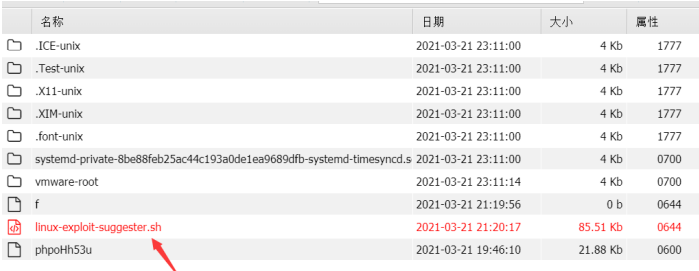 名称 日期 大小 属性
.ICE-unix 2021-03-21 23:11:00 4 Kb 1777
.Test-unix 2021-03-21 23:11:00 4 Kb 1777
.X11-unix 2021-03-21 23:11:00 4 Kb 1777
.XIM-unix 2021-03-21 23:11:00 4 Kb 1777
.font-unix 2021-03-21 23:11:00 4 Kb 1777
systemd-private-8be88feb25ac44c193a0de1ea9689dfb-systemd-timesyncd.s 2021-03-21 23:11:00 4 Kb 0700
vmware-root 2021-03-21 23:11:14 4 Kb 0700
f 2021-03-21 21:19:56 0 b 0644
linux-exploit-suggester.sh 2021-03-21 21:20:17 85.51 Kb 0644
phpoHh53u 2021-03-21 19:46:10 21.88 Kb 0600